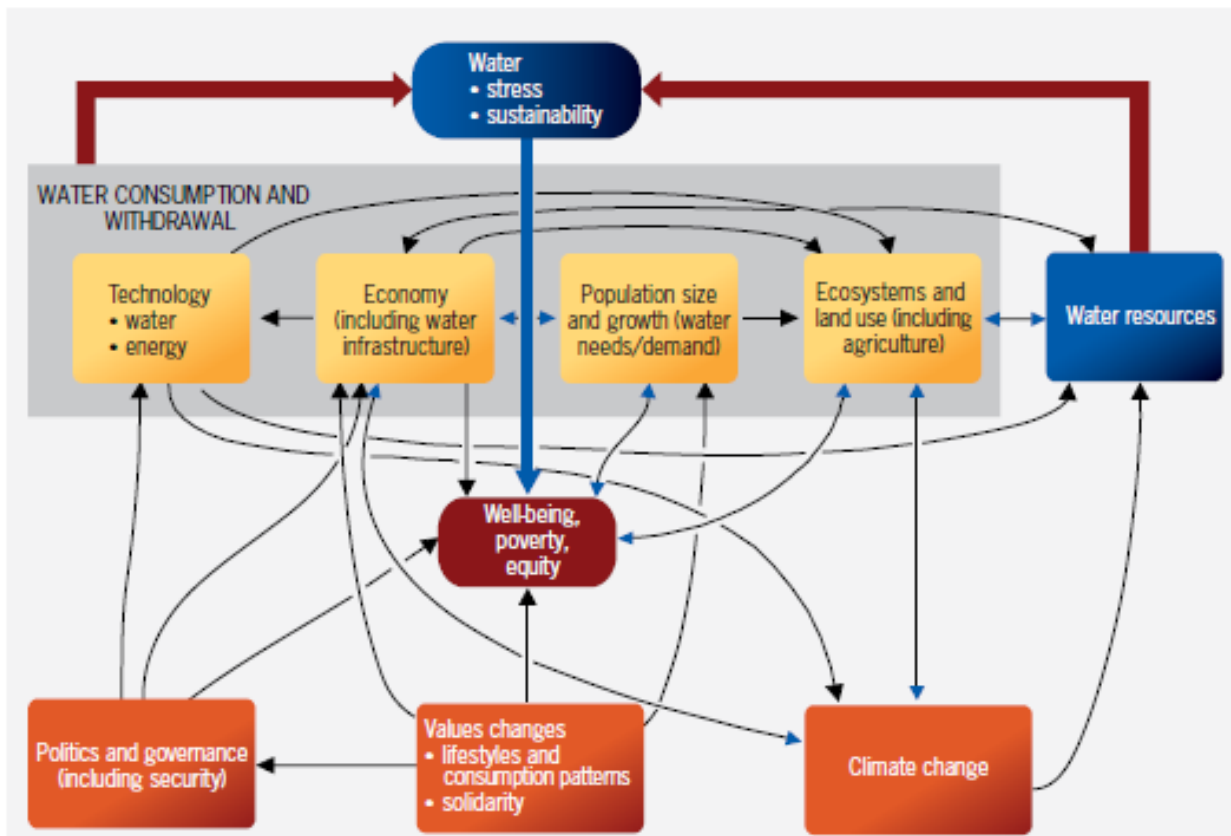 Water
• stress
• sustainability
WATER CONSUMPTION AND
WITHDRAWAL
Technology
• water
• energy
Economy
(including water
infrastructure)
Population size
and growth (water
needs/demand)
Ecosystems and
land use (including
agriculture)
Water resources
Well-being,
poverty,
equity
Politics and governance
(including security)
Values changes
• lifestyles and
consumption patterns
• solidarity
Climate change